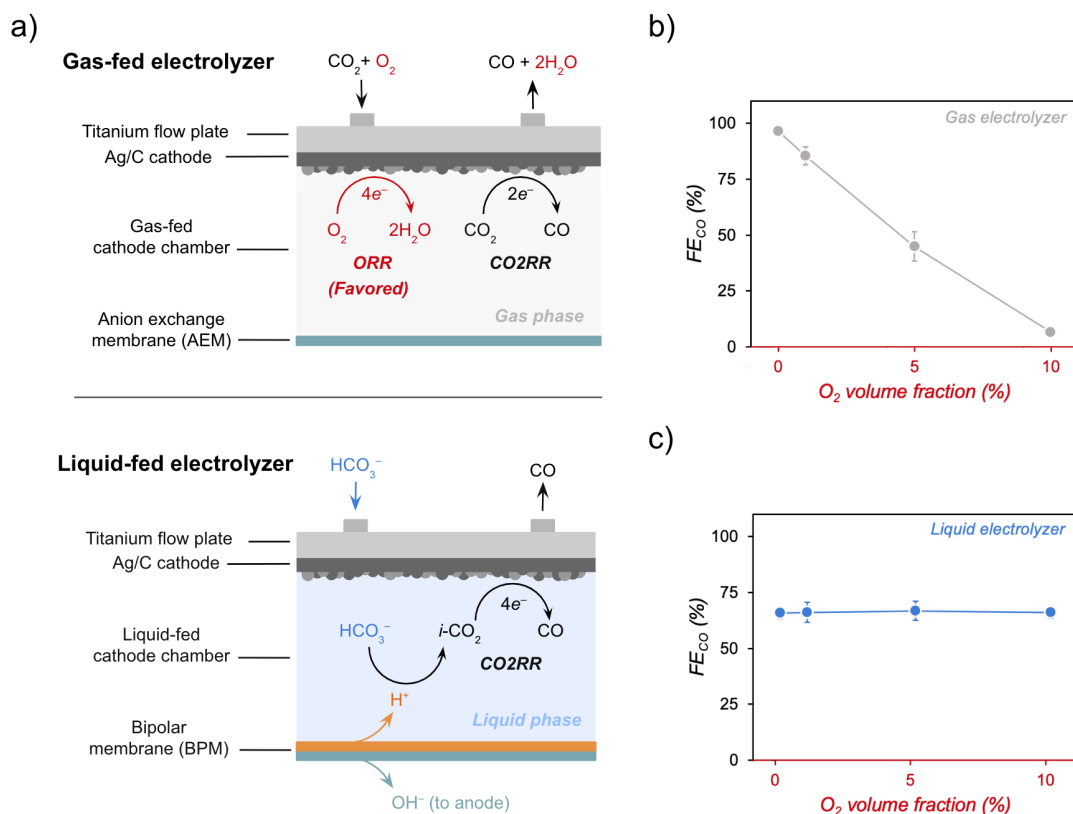 a)
Gas-fed electrolyzer
CO₂+ O₂
CO + 2H₂O
Titanium flow plate
Ag/C cathode
Gas-fed
cathode chamber
Anion exchange
membrane (AEM)
4e⁻
O₂
2H₂O
ORR
(Favored)
2e⁻
CO₂
CO
CO2RR
Gas phase
Liquid-fed electrolyzer
HCO₃⁻
CO
Titanium flow plate
Ag/C cathode
Liquid-fed
cathode chamber
Bipolar
membrane (BPM)
4e⁻
HCO₃⁻
i-CO₂
CO
CO2RR
H⁺
Liquid phase
OH⁻ (to anode)
b)
Gas electrolyzer
FE_CO (%)
100
75
50
25
0
0
5
10
O₂ volume fraction (%)
c)
Liquid electrolyzer
FE_CO (%)
100
75
50
25
0
0
5
10
O₂ volume fraction (%)